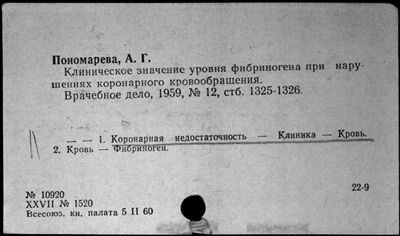 Пономарева, А. Г.
Клиническое значение уровня фибриногена при нару-
шениях коронарного кровообращения.
Врачебное дело, 1959, № 12, стб. 1325-1326.
— — 1. Коронарная недостаточность — Клиника — Кровь.
2. Кровь — Фибриноген.
22-9
№ 10920
XXVII № 1520
Всесоюз. кн. палата 5 II 60